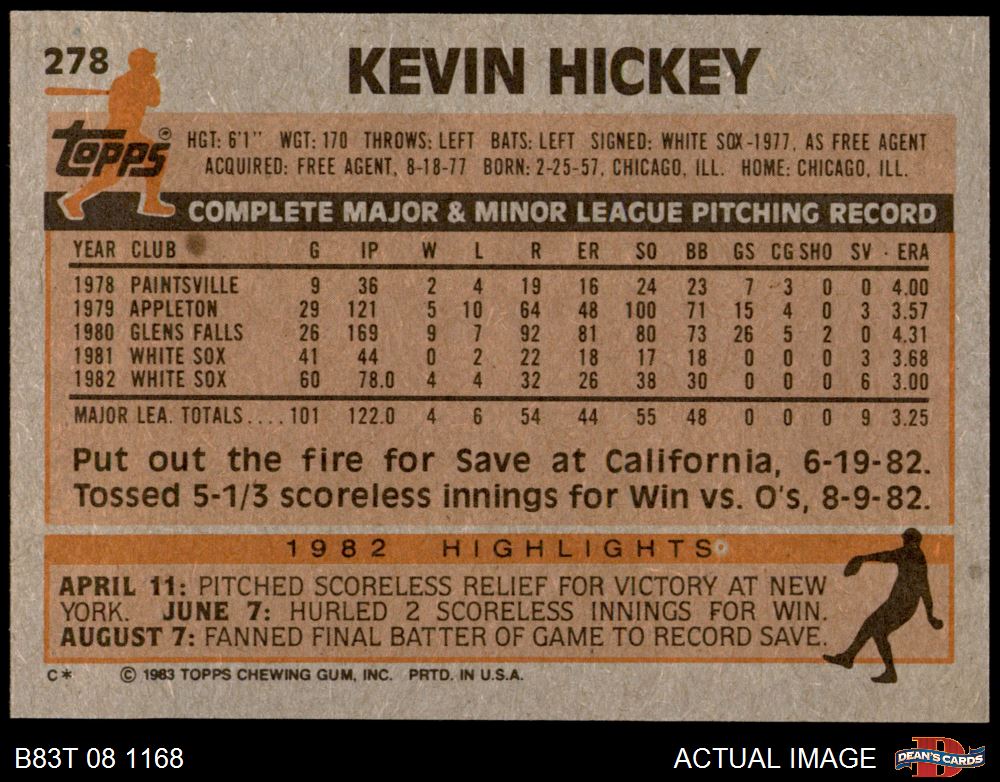 278
KEVIN HICKEY
topps
HGT: 6'1" WGT: 170 THROWS: LEFT BATS: LEFT SIGNED: WHITE SOX-1977, AS FREE AGENT
ACQUIRED: FREE AGENT, 8-18-77 BORN: 2-25-57, CHICAGO, ILL. HOME: CHICAGO, ILL.
COMPLETE MAJOR & MINOR LEAGUE PITCHING RECORD
YEAR CLUB G IP W L R ER SO BB GS CG SHO SV ERA
1978 PAINTSVILLE 9 36 2 4 19 16 24 23 7 3 0 0 4.00
1979 APPLETON 29 121 5 10 64 48 100 71 15 4 0 3 3.57
1980 GLENS FALLS 26 169 9 7 92 81 80 73 26 5 2 0 4.31
1981 WHITE SOX 41 44 0 2 22 18 17 18 0 0 0 3 3.68
1982 WHITE SOX 60 78.0 4 4 32 26 38 30 0 0 0 6 3.00
MAJOR LEA. TOTALS.... 101 122.0 4 6 54 44 55 48 0 0 0 9 3.25
Put out the fire for Save at California, 6-19-82.
Tossed 5-1/3 scoreless innings for Win vs. O's, 8-9-82.
1982 HIGHLIGHTS
APRIL 11: PITCHED SCORELESS RELIEF FOR VICTORY AT NEW
YORK. JUNE 7: HURLED 2 SCORELESS INNINGS FOR WIN.
AUGUST 7: FANNED FINAL BATTER OF GAME TO RECORD SAVE.
C* © 1983 TOPPS CHEWING GUM, INC. PRTD. IN U.S.A.
B83T 08 1168
ACTUAL IMAGE
DEAN'S CARDS